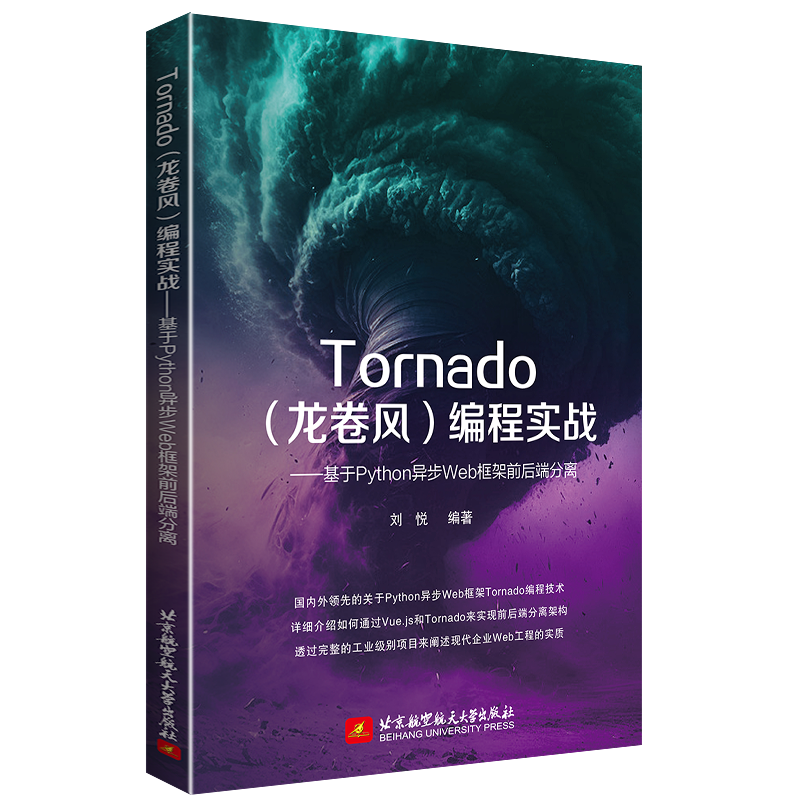 Tornado（龙卷风）编程实战——基于Python异步Web框架前后端分离
北京航空航天大学出版社
Tornado
（龙卷风）编程实战
——基于Python异步Web框架前后端分离
刘 悦 编著
国内外领先的关于Python异步Web框架Tornado编程技术
详细介绍如何通过Vue.js和Tornado来实现前后端分离架构
透过完整的工业级别项目来阐述现代企业Web工程的实质
北京航空航天大学出版社
BEIHANG UNIVERSITY PRESS